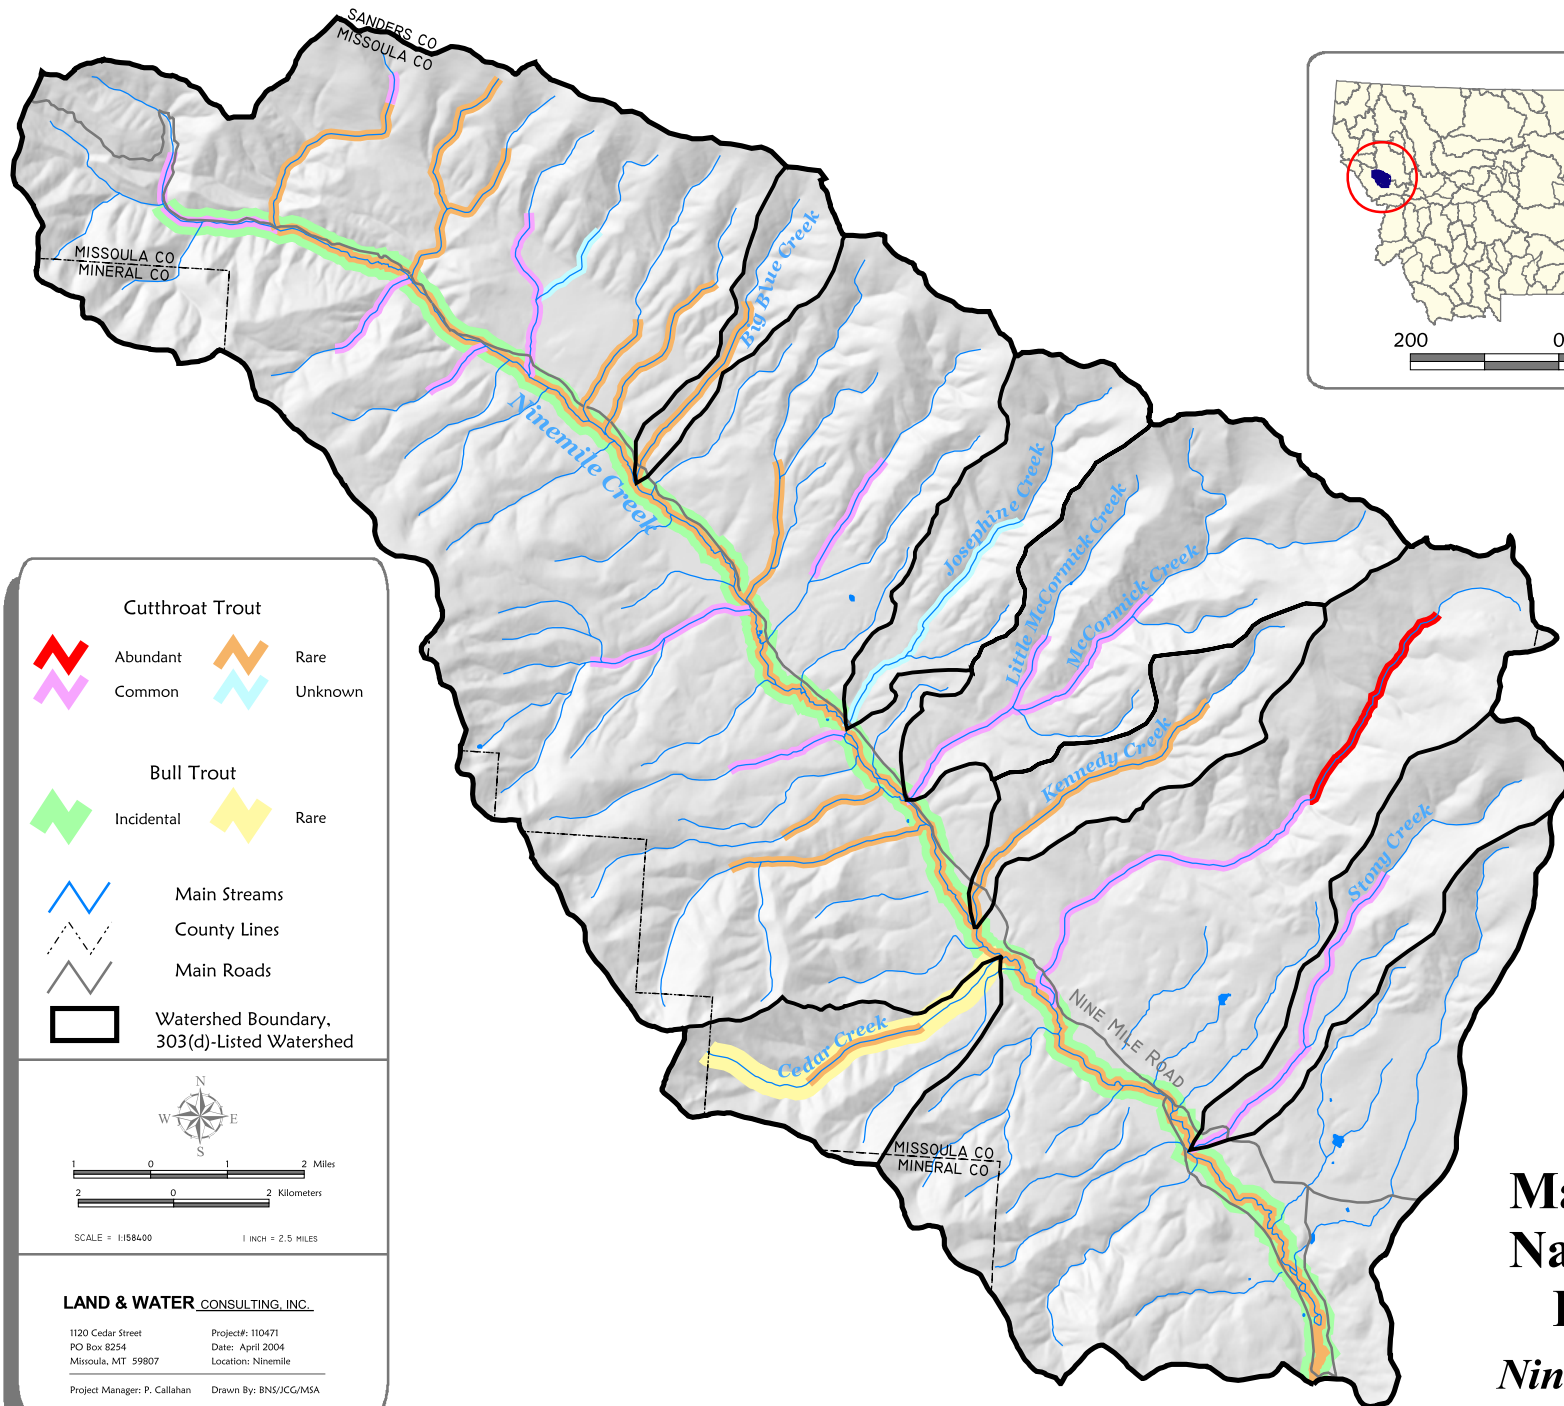 SANDERS CO
MISSOULA CO
MISSOULA CO
MINERAL CO
Big Blue Creek
Ninemile Creek
Josephine Creek
Little McCormick Creek
McCormick Creek
Kennedy Creek
Stony Creek
Cedar Creek
NINE MILE ROAD
MISSOULA CO
MINERAL CO
200 0
Cutthroat Trout
Abundant Rare
Common Unknown
Bull Trout
Incidental Rare
Main Streams
County Lines
Main Roads
Watershed Boundary,
303(d)-Listed Watershed
N
W E
S
1 0 1 2 Miles
2 0 2 Kilometers
SCALE = 1:158400 1 INCH = 2.5 MILES
LAND & WATER CONSULTING, INC.
1120 Cedar Street Project#: 110471
PO Box 8254 Date: April 2004
Missoula, MT 59807 Location: Ninemile
Project Manager: P. Callahan Drawn By: BNS/JCG/MSA
Ma
Na
Nin